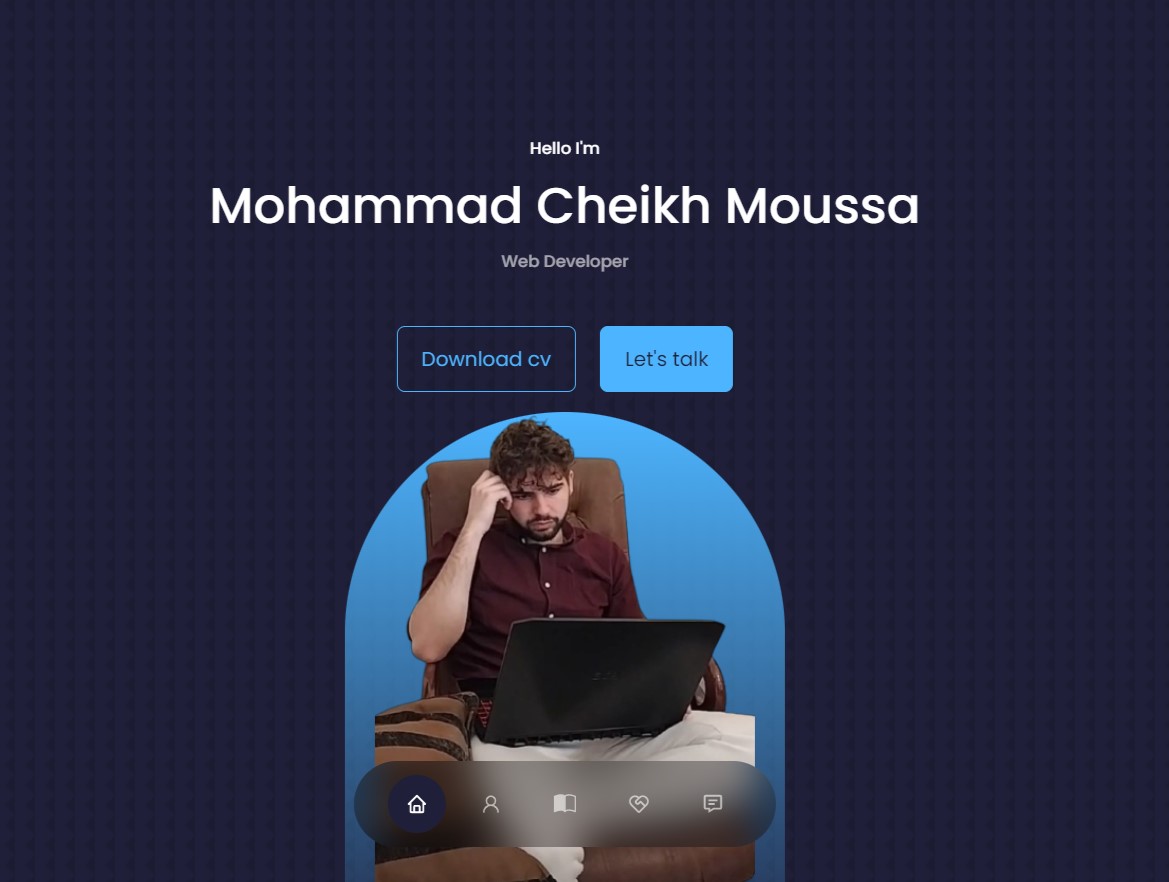 Hello I'm
Mohammad Cheikh Moussa
Web Developer
Download cv
Let's talk